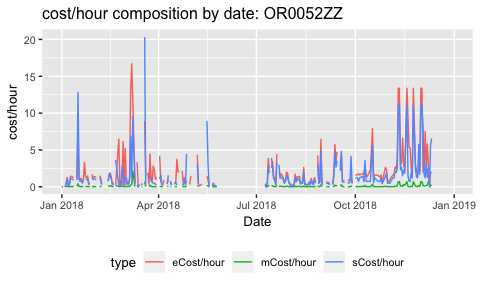 cost/hour composition by date: OR0052ZZ
cost/hour
20
15
10
5
0
Jan 2018 Apr 2018 Jul 2018 Oct 2018 Jan 2019
Date
type eCost/hour mCost/hour sCost/hour